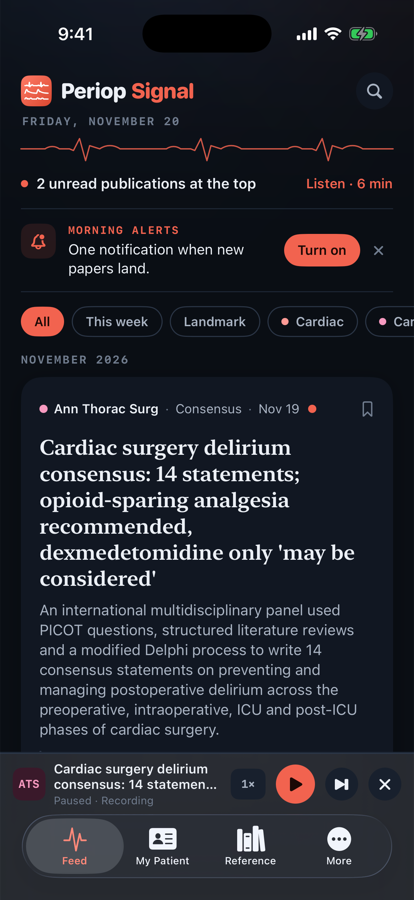 9:41
Periop Signal
FRIDAY, NOVEMBER 20
2 unread publications at the top
Listen · 6 min
MORNING ALERTS
One notification when new
papers land.
Turn on
All
This week
Landmark
Cardiac
Car
NOVEMBER 2026
Ann Thorac Surg · Consensus · Nov 19
Cardiac surgery delirium
consensus: 14 statements;
opioid-sparing analgesia
recommended,
dexmedetomidine only 'may be
considered'
An international multidisciplinary panel used
PICOT questions, structured literature reviews
and a modified Delphi process to write 14
consensus statements on preventing and
managing postoperative delirium across the
preoperative, intraoperative, ICU and post-ICU
phases of cardiac surgery.
ATS
Cardiac surgery delirium
consensus: 14 statemen...
Paused · Recording
1×
Feed
My Patient
Reference
More